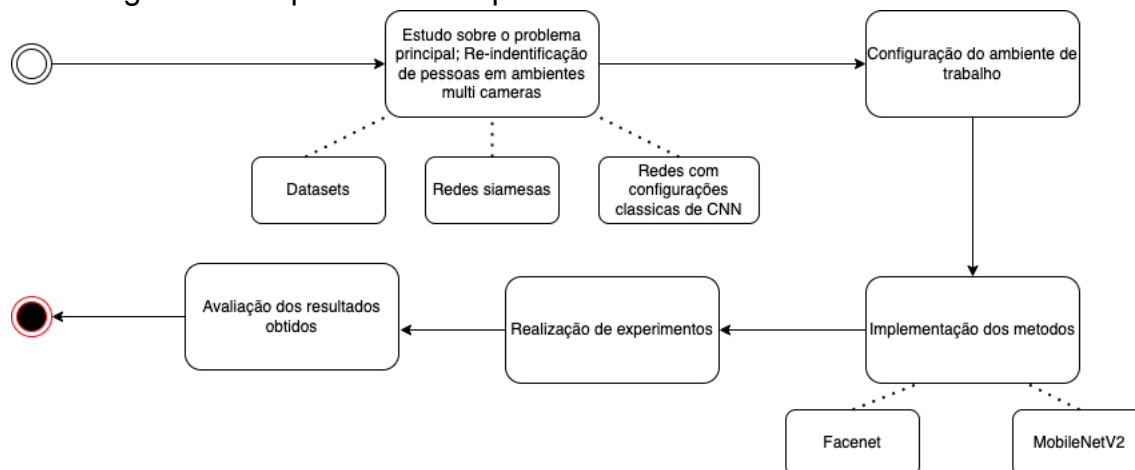 Estudo sobre o problema
principal; Re-indentificação
de pessoas em ambientes
multi cameras
Configuração do ambiente de
trabalho
Datasets
Redes siamesas
Redes com
configurações
classicas de CNN
Avaliação dos resultados
obtidos
Realização de experimentos
Implementação dos metodos
Facenet
MobileNetV2